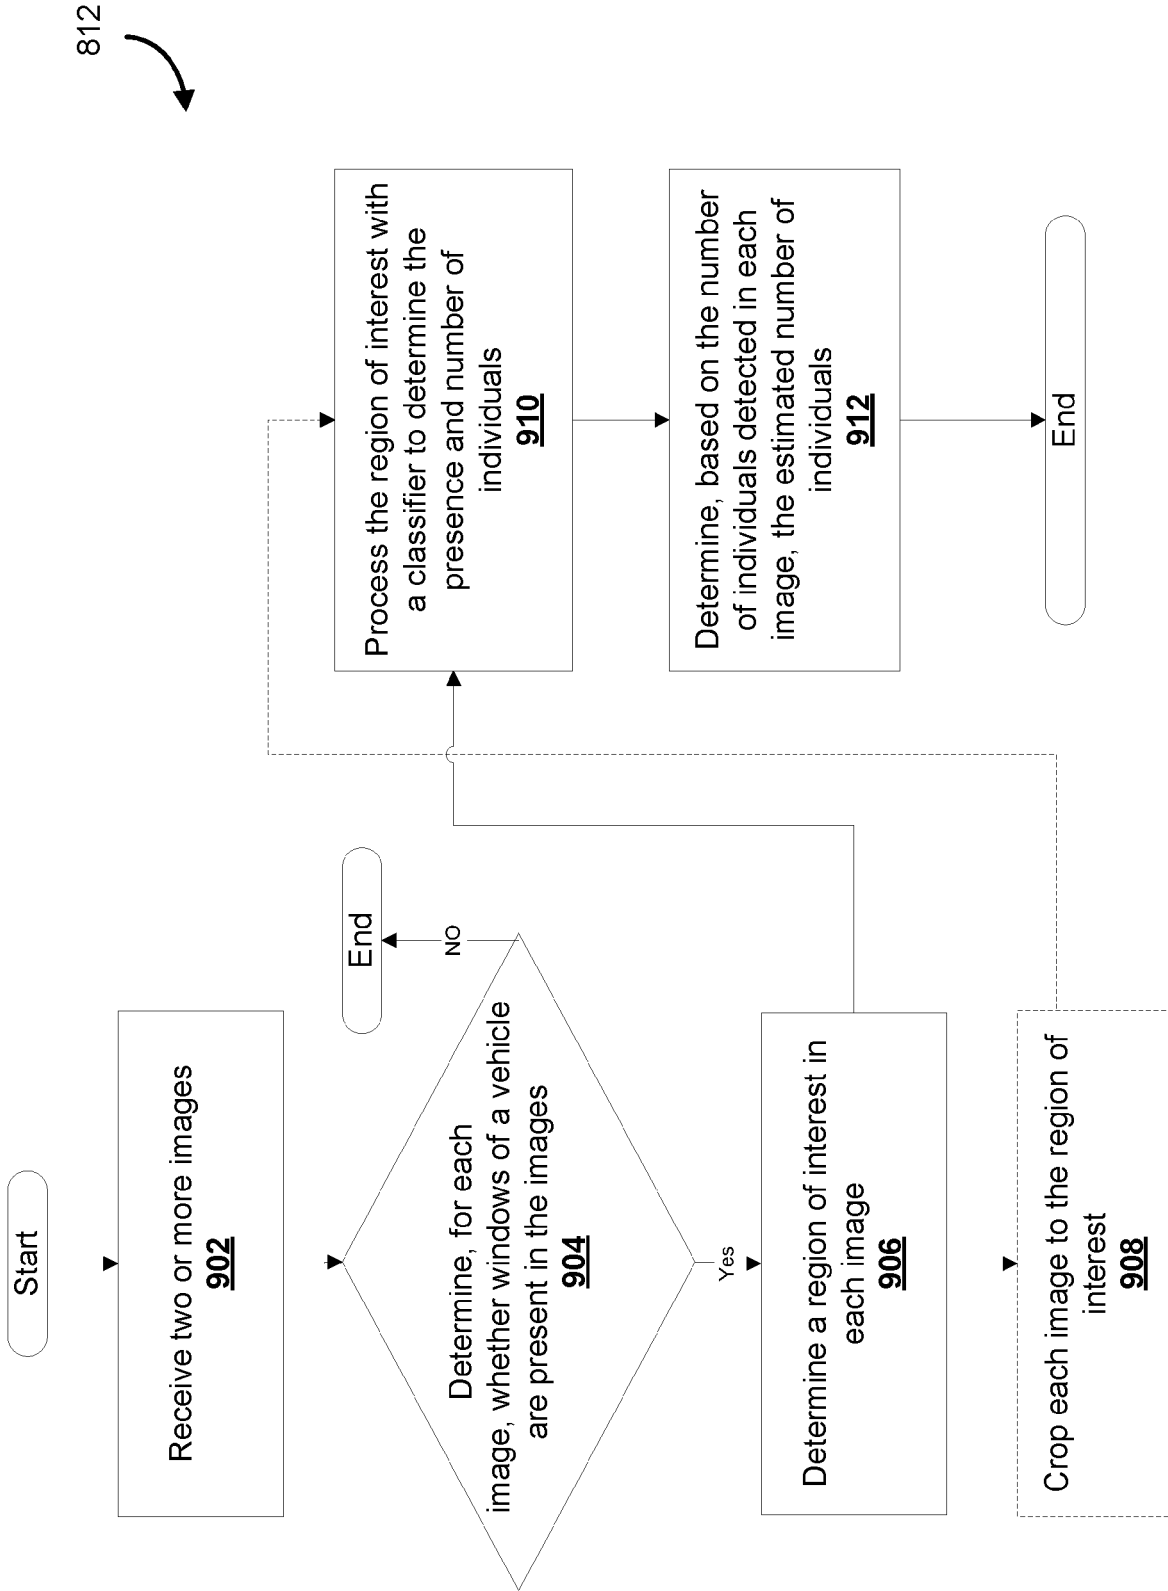 812
Start
Receive two or more images
902
Determine, for each
image, whether windows of a vehicle
are present in the images
904
NO
End
Yes
Determine a region of interest in
each image
906
Crop each image to the region of
interest
908
Process the region of interest with
a classifier to determine the
presence and number of
individuals
910
Determine, based on the number
of individuals detected in each
image, the estimated number of
individuals
912
End